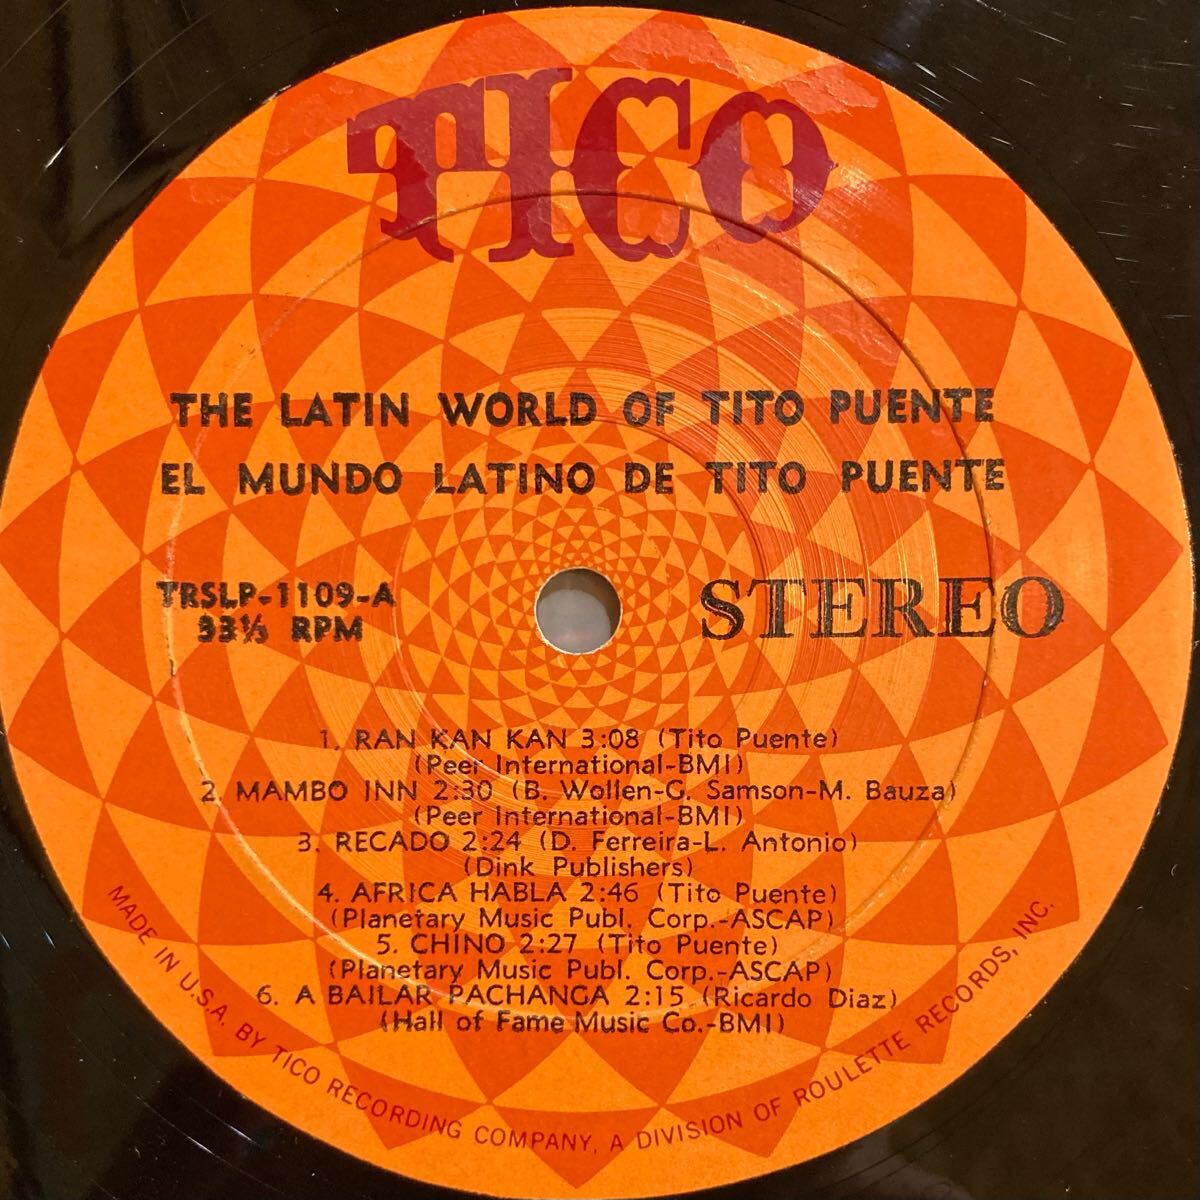 TICO
THE LATIN WORLD OF TITO PUENTE
EL MUNDO LATINO DE TITO PUENTE
TRSLP-1109-A
33⅓ RPM
STEREO
1. RAN KAN KAN 3:08 (Tito Puente)
(Peer International-BMI)
2. MAMBO INN 2:30 (B. Wollen-G. Samson-M. Bauza)
(Peer International-BMI)
3. RECADO 2:24 (D. Ferreira-L. Antonio)
(Dink Publishers)
4. AFRICA HABLA 2:46 (Tito Puente)
(Planetary Music Publ. Corp.-ASCAP)
5. CHINO 2:27 (Tito Puente)
(Planetary Music Publ. Corp.-ASCAP)
6. A BAILAR PACHANGA 2:15 (Ricardo Diaz)
(Hall of Fame Music Co.-BMI)
MADE IN U.S.A. BY TICO RECORDING COMPANY, A DIVISION OF ROULETTE RECORDS, INC.